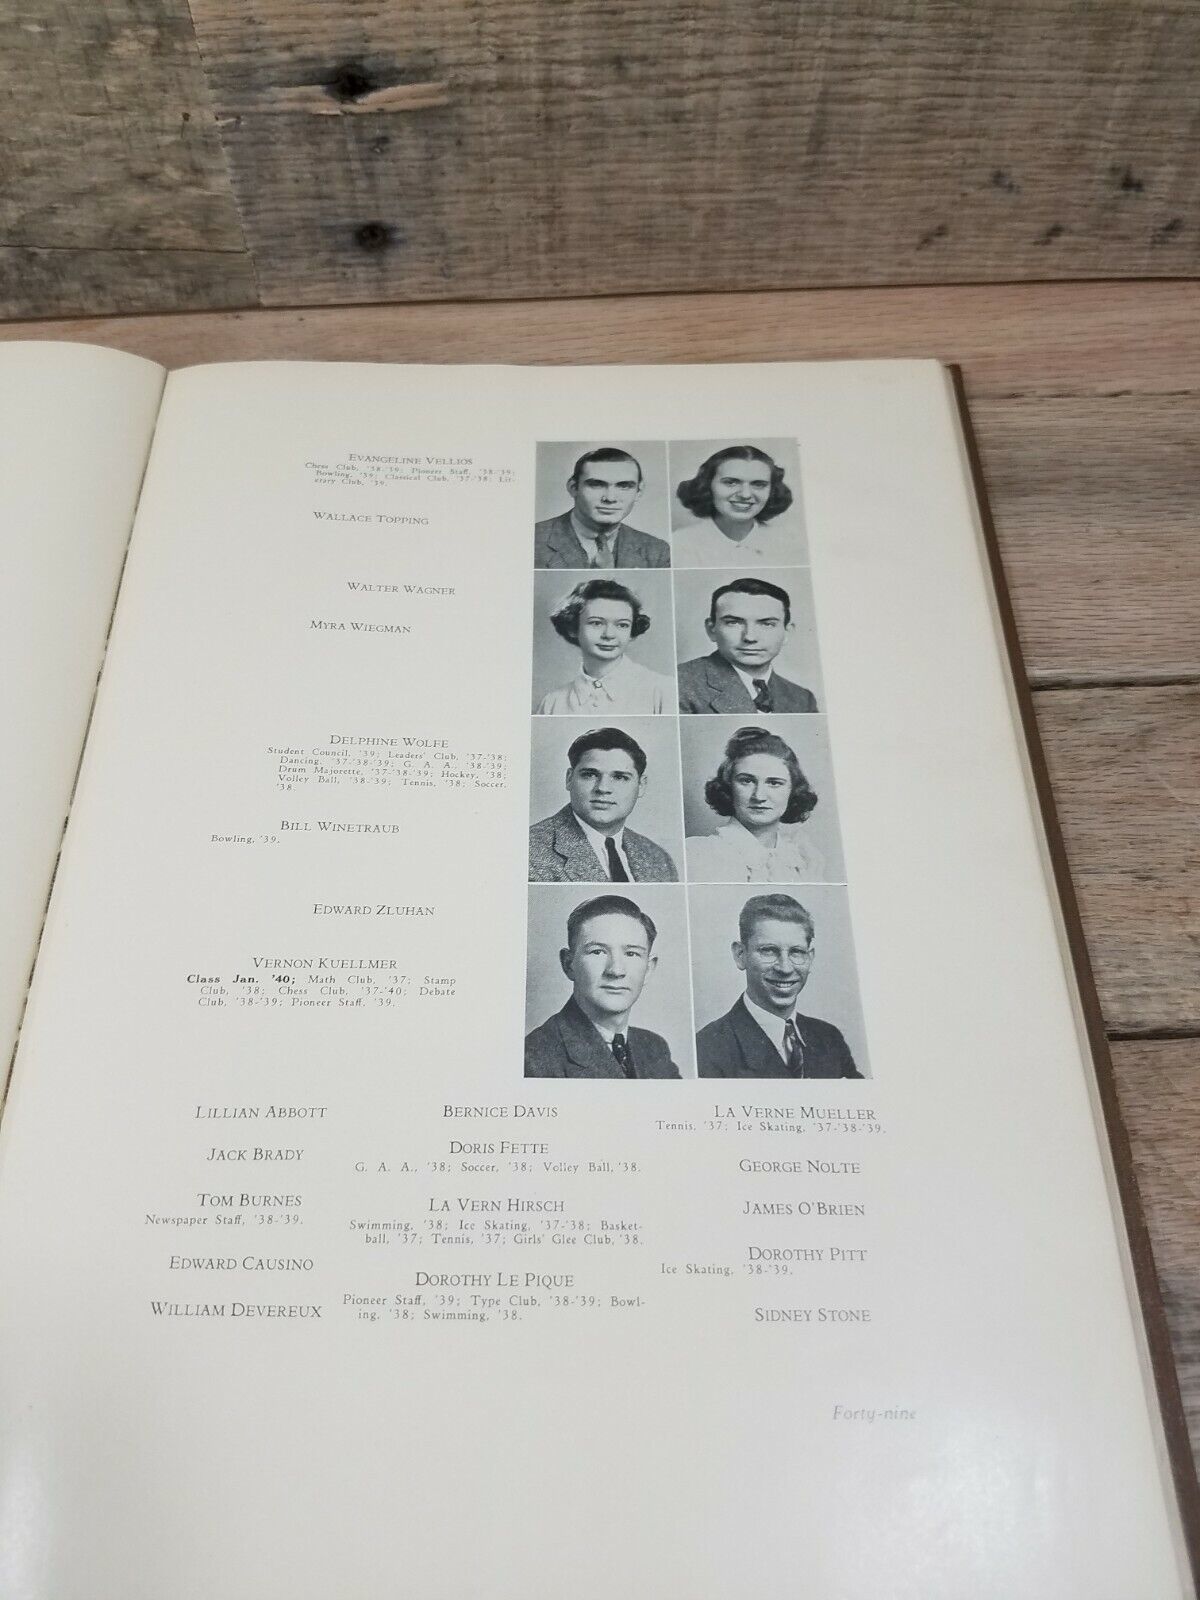 EVANGELINE VELLIOS
Chess Club, '38-'39; Pioneer Staff, '38-'39;
Bowling, '39; Classical Club, '37-'38; Lit-
erary Club, '39.
WALLACE TOPPING
WALTER WAGNER
MYRA WIEGMAN
DELPHINE WOLFE
Student Council, '39; Leaders' Club, '37-'38;
Dancing, '37-'38-'39; G. A. A., '38-'39;
Drum Majorette, '37-'38-'39; Hockey, '38;
Volley Ball, '38-'39; Tennis, '38; Soccer,
'38.
BILL WINETRAUB
Bowling, '39.
EDWARD ZLUHAN
VERNON KUELLMER
Class Jan. '40; Math Club, '37; Stamp
Club, '38; Chess Club, '37-'40; Debate
Club, '38-'39; Pioneer Staff, '39.
LILLIAN ABBOTT
JACK BRADY
TOM BURNES
Newspaper Staff, '38-'39.
EDWARD CAUSINO
WILLIAM DEVEREUX
BERNICE DAVIS
DORIS FETTE
G. A. A., '38; Soccer, '38; Volley Ball, '38.
LA VERN HIRSCH
Swimming, '38; Ice Skating, '37-'38; Basket-
ball, '37; Tennis, '37; Girls' Glee Club, '38.
DOROTHY LE PIQUE
Pioneer Staff, '39; Type Club, '38-'39; Bowl-
ing, '38; Swimming, '38.
LA VERNE MUELLER
Tennis, '37; Ice Skating, '37-'38-'39.
GEORGE NOLTE
JAMES O'BRIEN
DOROTHY PITT
Ice Skating, '38-'39.
SIDNEY STONE
Forty-nine